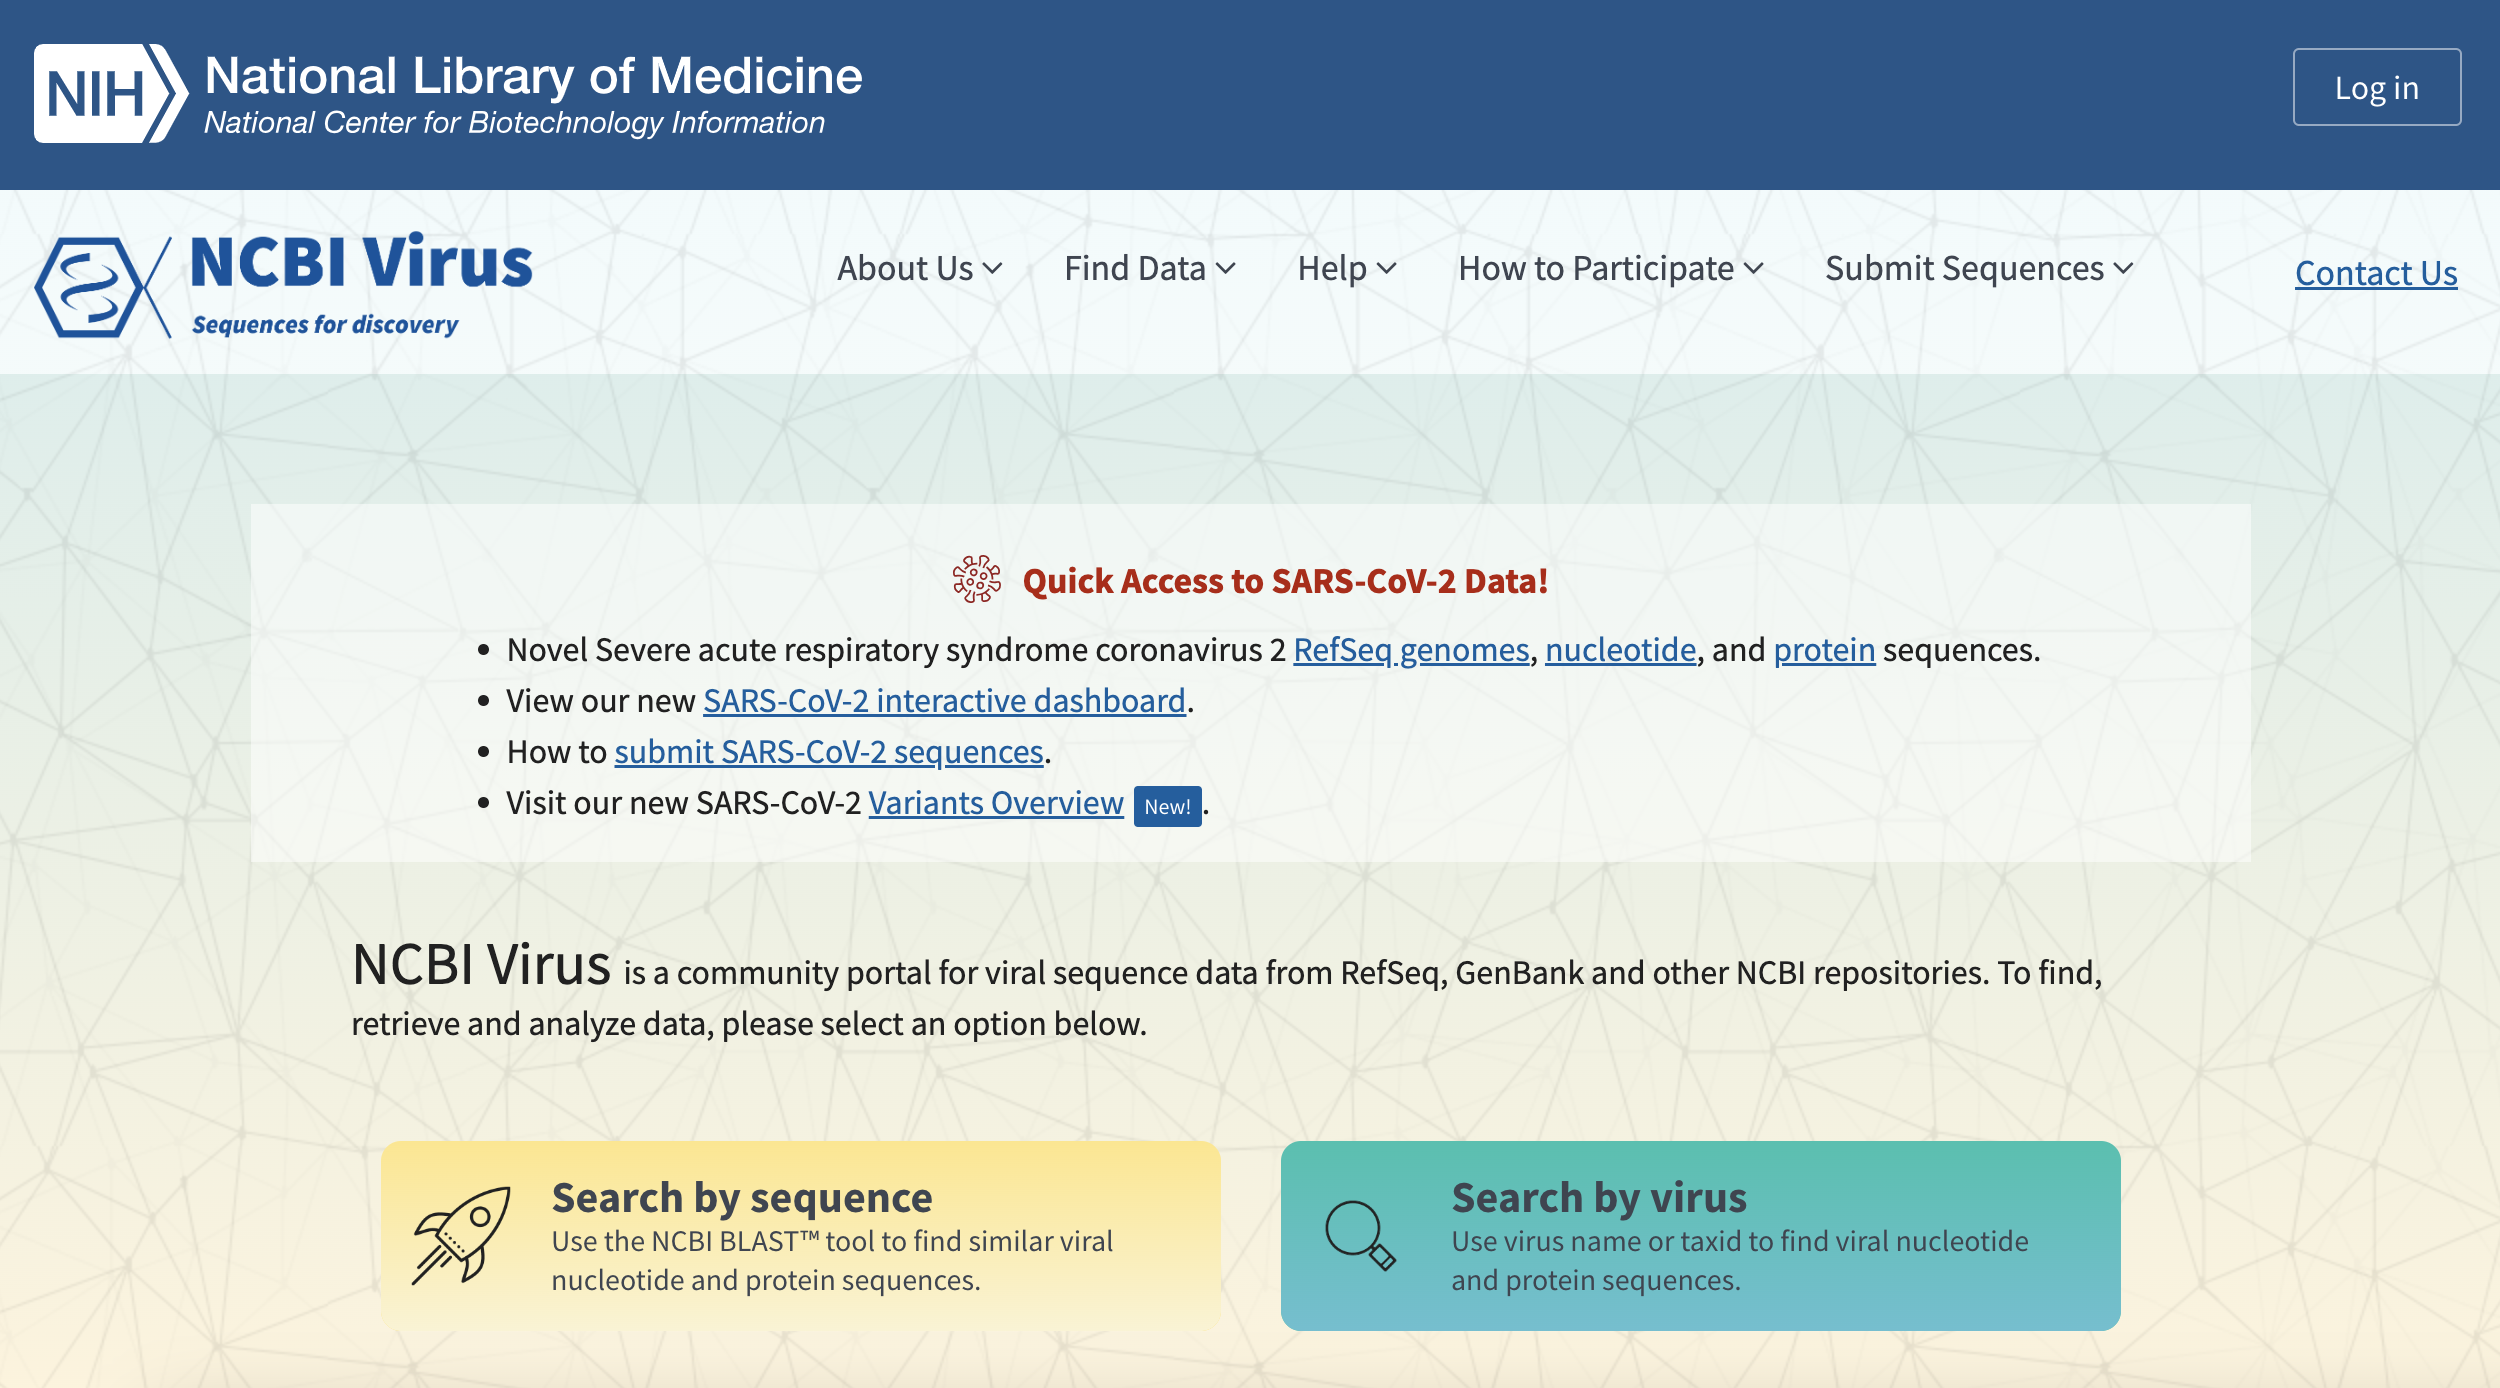 NIH
National Library of Medicine
National Center for Biotechnology Information
Log in
NCBI Virus
Sequences for discovery
About Us
Find Data
Help
How to Participate
Submit Sequences
Contact Us
Quick Access to SARS-CoV-2 Data!
• Novel Severe acute respiratory syndrome coronavirus 2 RefSeq genomes, nucleotide, and protein sequences.
• View our new SARS-CoV-2 interactive dashboard.
• How to submit SARS-CoV-2 sequences.
• Visit our new SARS-CoV-2 Variants Overview New!.
NCBI Virus is a community portal for viral sequence data from RefSeq, GenBank and other NCBI repositories. To find,
retrieve and analyze data, please select an option below.
Search by sequence
Use the NCBI BLAST™ tool to find similar viral
nucleotide and protein sequences.
Search by virus
Use virus name or taxid to find viral nucleotide
and protein sequences.